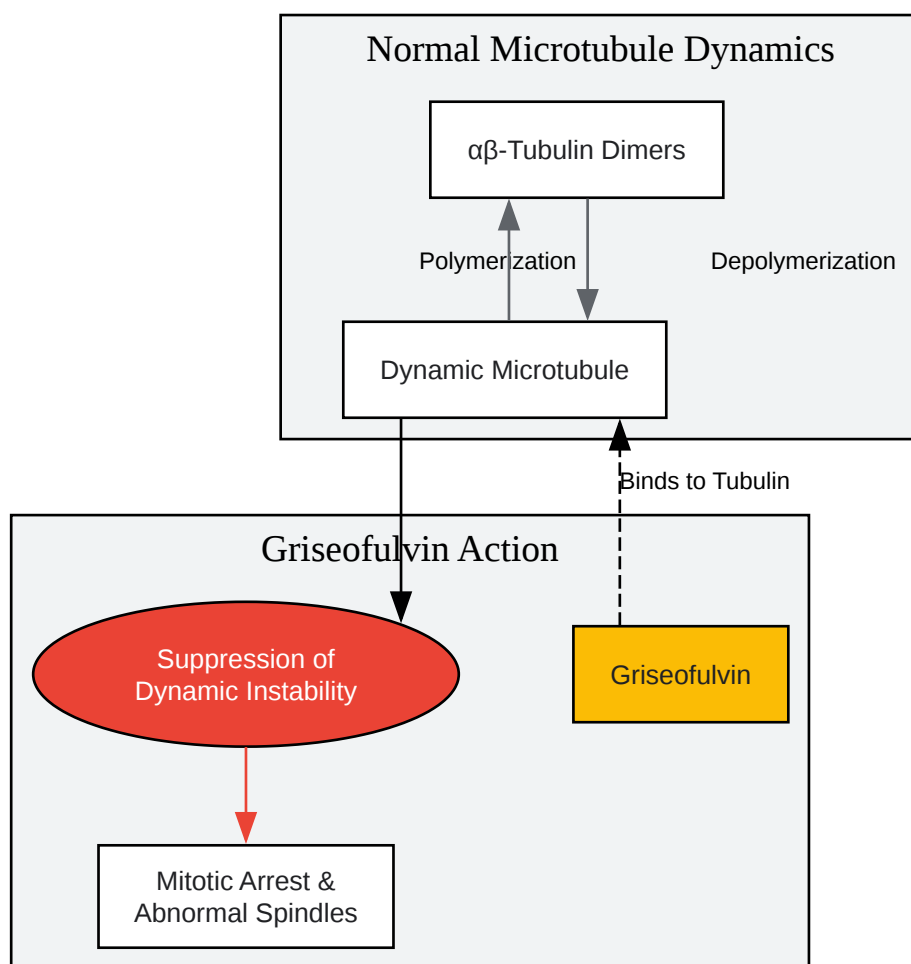 Normal Microtubule Dynamics
αβ-Tubulin Dimers
Polymerization
Depolymerization
Dynamic Microtubule
Binds to Tubulin
Griseofulvin Action
Suppression of
Dynamic Instability
Griseofulvin
Mitotic Arrest &
Abnormal Spindles